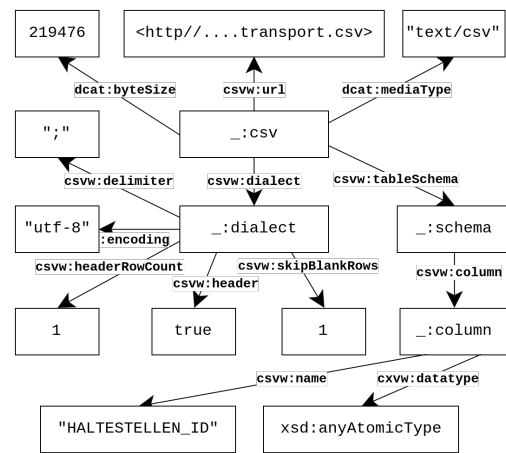 219476
<http//....transport.csv>
"text/csv"
dcat:byteSize
csvw:url
dcat:mediaType
";"
_:csv
csvw:delimiter
csvw:dialect
csvw:tableSchema
"utf-8"
:encoding
_:dialect
_:schema
csvw:headerRowCount
csvw:header
csvw:skipBlankRows
csvw:column
1
true
1
_:column
csvw:name
cxvw:datatype
"HALTESTELLEN_ID"
xsd:anyAtomicType